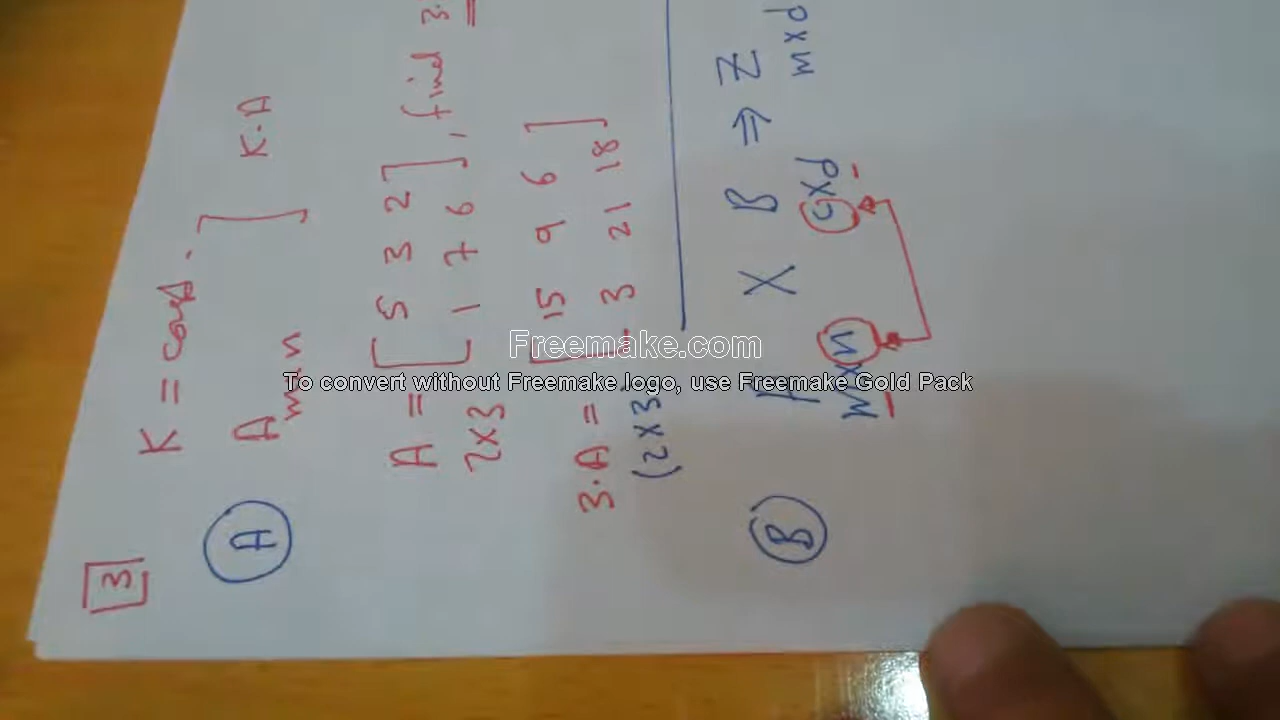 3
A
K = const.
A m×n ] K.A
A = [ 5 3 2 ], find 3.
2×3 1 7 6
3.A = [ 15 9 6 ]
(2×3) 3 21 18
B
A X B ⇒ Z
m×n q×p m×p
Freemake.com
To convert without Freemake logo, use Freemake Gold Pack